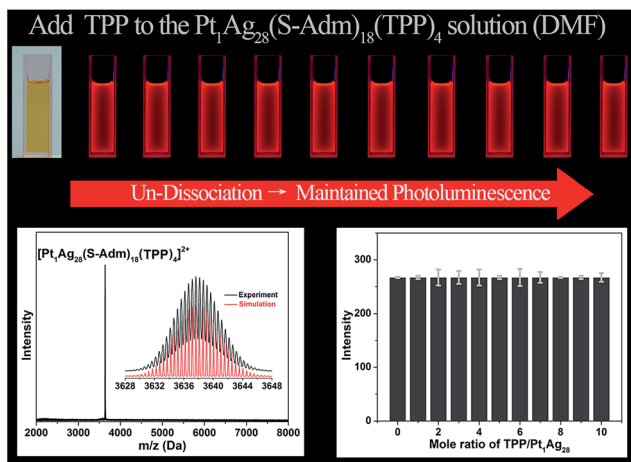 Add TPP to the Pt₁Ag₂₈(S-Adm)₁₈(TPP)₄ solution (DMF)
Un-Dissociation → Maintained Photoluminescence
[Pt₁Ag₂₈(S-Adm)₁₈(TPP)₄]²⁺
Experiment
Simulation
3628 3632 3636 3640 3644 3648
Intensity
2000 3000 4000 5000 6000 7000 8000
m/z (Da)
300
200
100
0
Intensity
0 2 4 6 8 10
Mole ratio of TPP/Pt₁Ag₂₈